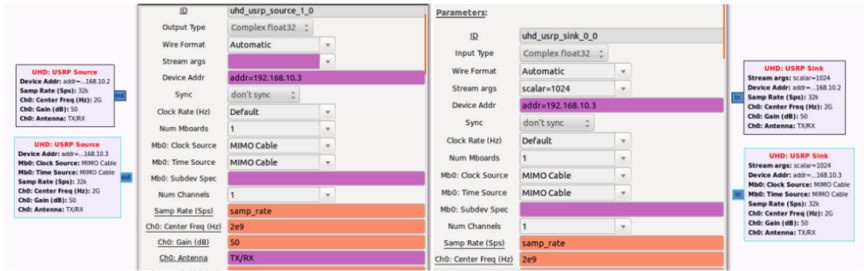 UHD: USRP Source
Device Addr: addr=...168.10.2
Samp Rate (Sps): 32k
Ch0: Center Freq (Hz): 2G
Ch0: Gain (dB): 50
Ch0: Antenna: TX/RX
out
UHD: USRP Source
Device Addr: addr=...168.10.3
Mb0: Clock Source: MIMO Cable
Mb0: Time Source: MIMO Cable
Samp Rate (Sps): 32k
Ch0: Center Freq (Hz): 2G
Ch0: Gain (dB): 50
Ch0: Antenna: TX/RX
out
ID uhd_usrp_source_1_0
Output Type Complex float32
Wire Format Automatic
Stream args
Device Addr addr=192.168.10.3
Sync don't sync
Clock Rate (Hz) Default
Num Mboards 1
Mb0: Clock Source MIMO Cable
Mb0: Time Source MIMO Cable
Mb0: Subdev Spec
Num Channels 1
Samp Rate (Sps) samp_rate
Ch0: Center Freq (Hz) 2e9
Ch0: Gain (dB) 50
Ch0: Antenna TX/RX
Parameters:
ID uhd_usrp_sink_0_0
Input Type Complex float32
Wire Format Automatic
Stream args scalar=1024
Device Addr addr=192.168.10.3
Sync don't sync
Clock Rate (Hz) Default
Num Mboards 1
Mb0: Clock Source MIMO Cable
Mb0: Time Source MIMO Cable
Mb0: Subdev Spec
Num Channels 1
Samp Rate (Sps) samp_rate
Ch0: Center Freq (Hz) 2e9
UHD: USRP Sink
Stream args: scalar=1024
Device Addr: addr=...168.10.2
in
Samp Rate (Sps): 32k
Ch0: Center Freq (Hz): 2G
Ch0: Gain (dB): 50
Ch0: Antenna: TX/RX
UHD: USRP Sink
Stream args: scalar=1024
Device Addr: addr=...168.10.3
Mb0: Clock Source: MIMO Cable
Mb0: Time Source: MIMO Cable
in
Samp Rate (Sps): 32k
Ch0: Center Freq (Hz): 2G
Ch0: Gain (dB): 50
Ch0: Antenna: TX/RX